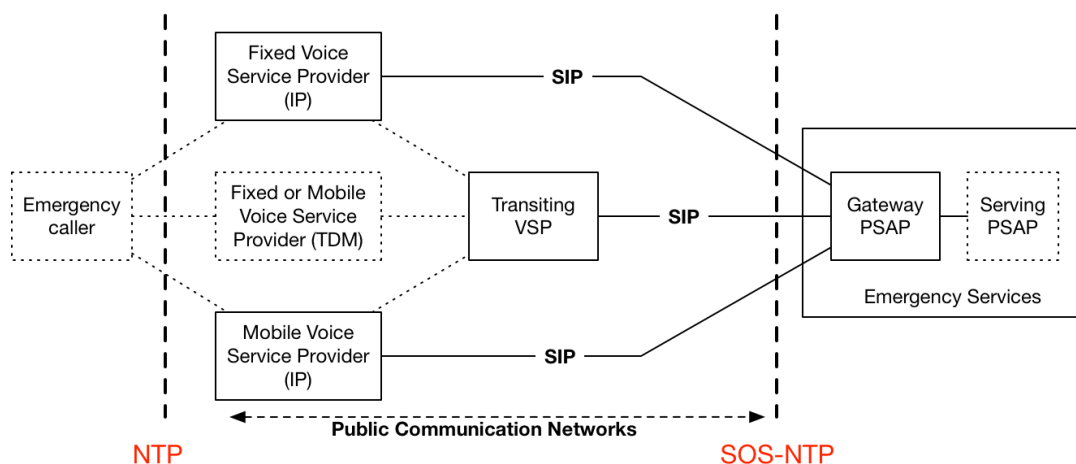 Fixed Voice
Service Provider
(IP)
SIP
Emergency
caller
Fixed or Mobile
Voice Service
Provider (TDM)
Transiting
VSP
SIP
Gateway
PSAP
Serving
PSAP
Emergency Services
Mobile Voice
Service Provider
(IP)
SIP
Public Communication Networks
NTP
SOS-NTP